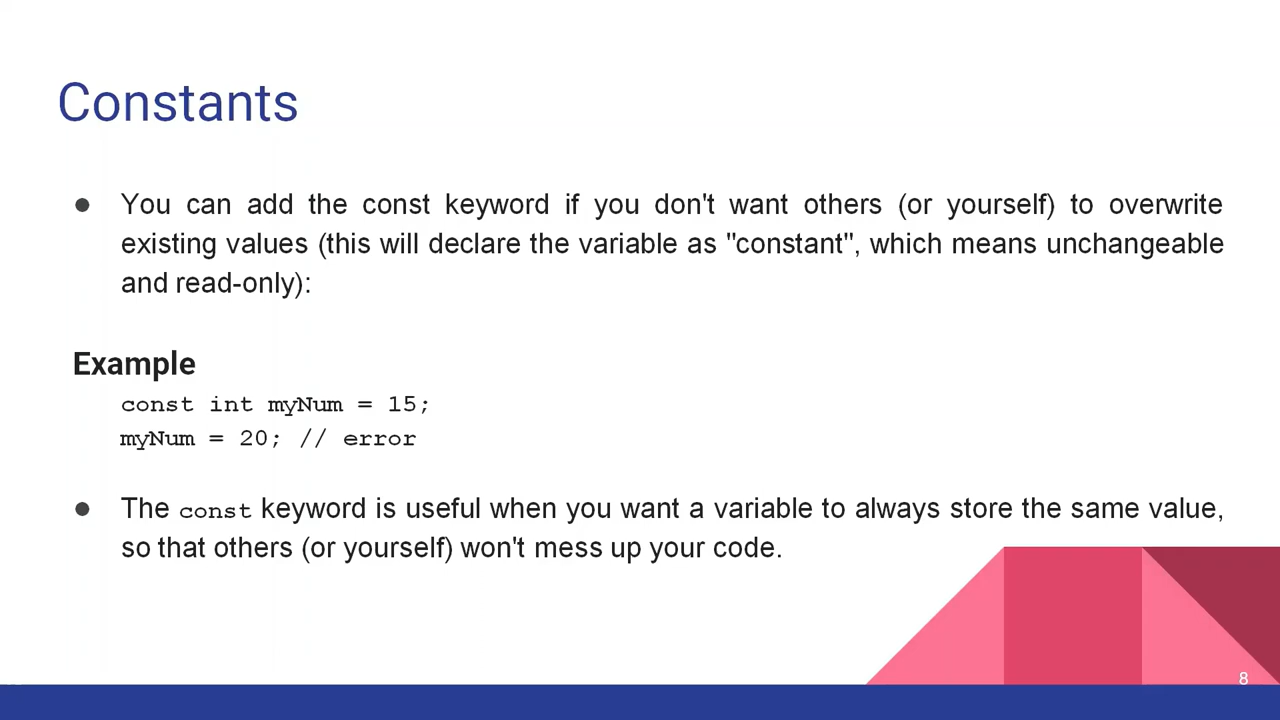 Constants
● You can add the const keyword if you don't want others (or yourself) to overwrite
existing values (this will declare the variable as "constant", which means unchangeable
and read-only):
Example
const int myNum = 15;
myNum = 20; // error
● The const keyword is useful when you want a variable to always store the same value,
so that others (or yourself) won't mess up your code.
8